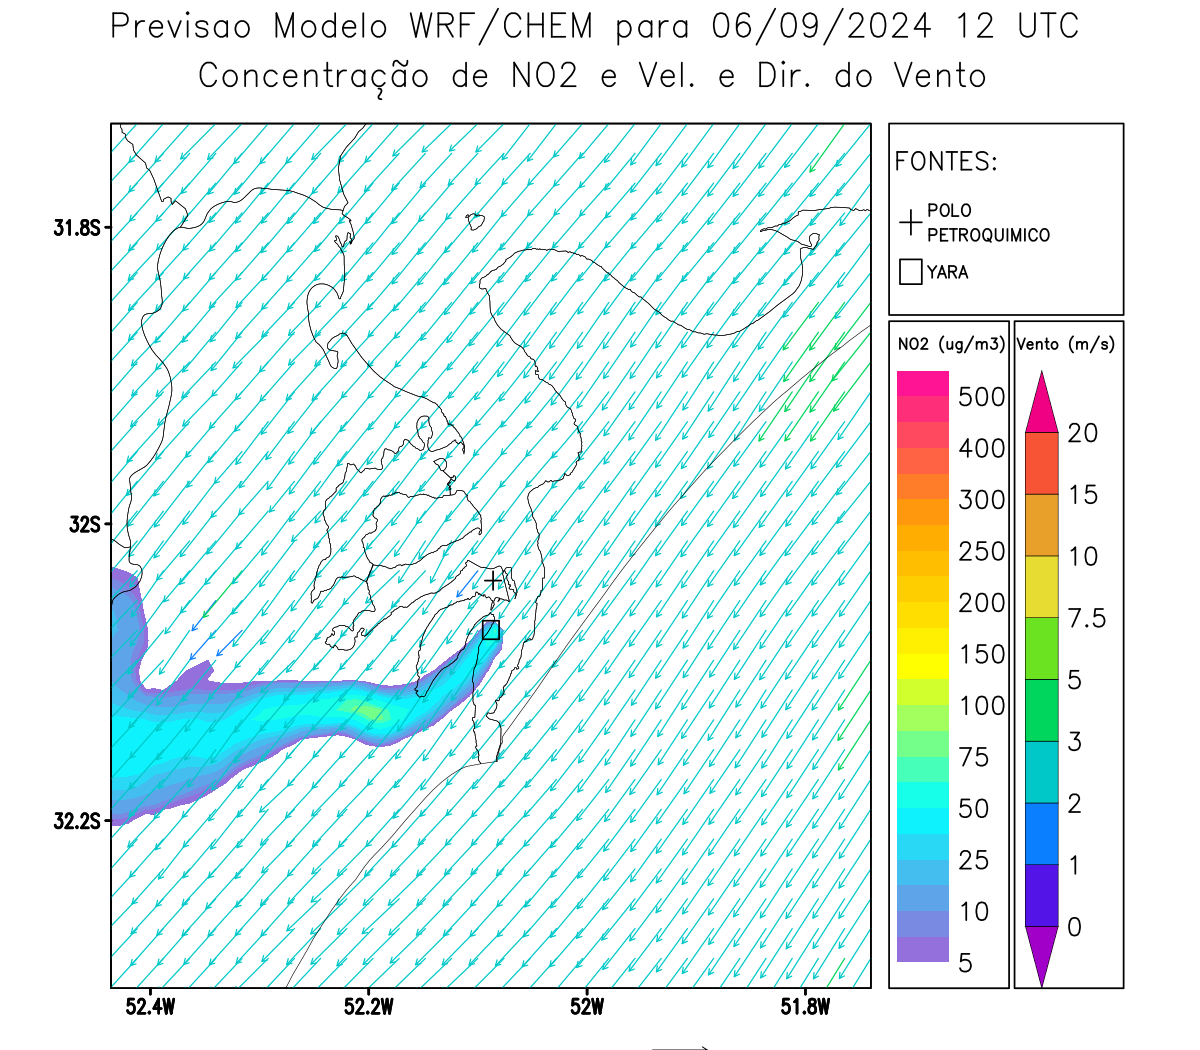 Previsao Modelo WRF/CHEM para 06/09/2024 12 UTC
Concentração de NO2 e Vel. e Dir. do Vento
FONTES:
POLO
PETROQUIMICO
YARA
NO2 (ug/m3)
500
400
300
250
200
150
100
75
50
25
10
5
Vento (m/s)
20
15
10
7.5
5
3
2
1
0
31.8S
32S
32.2S
52.4W
52.2W
52W
51.8W